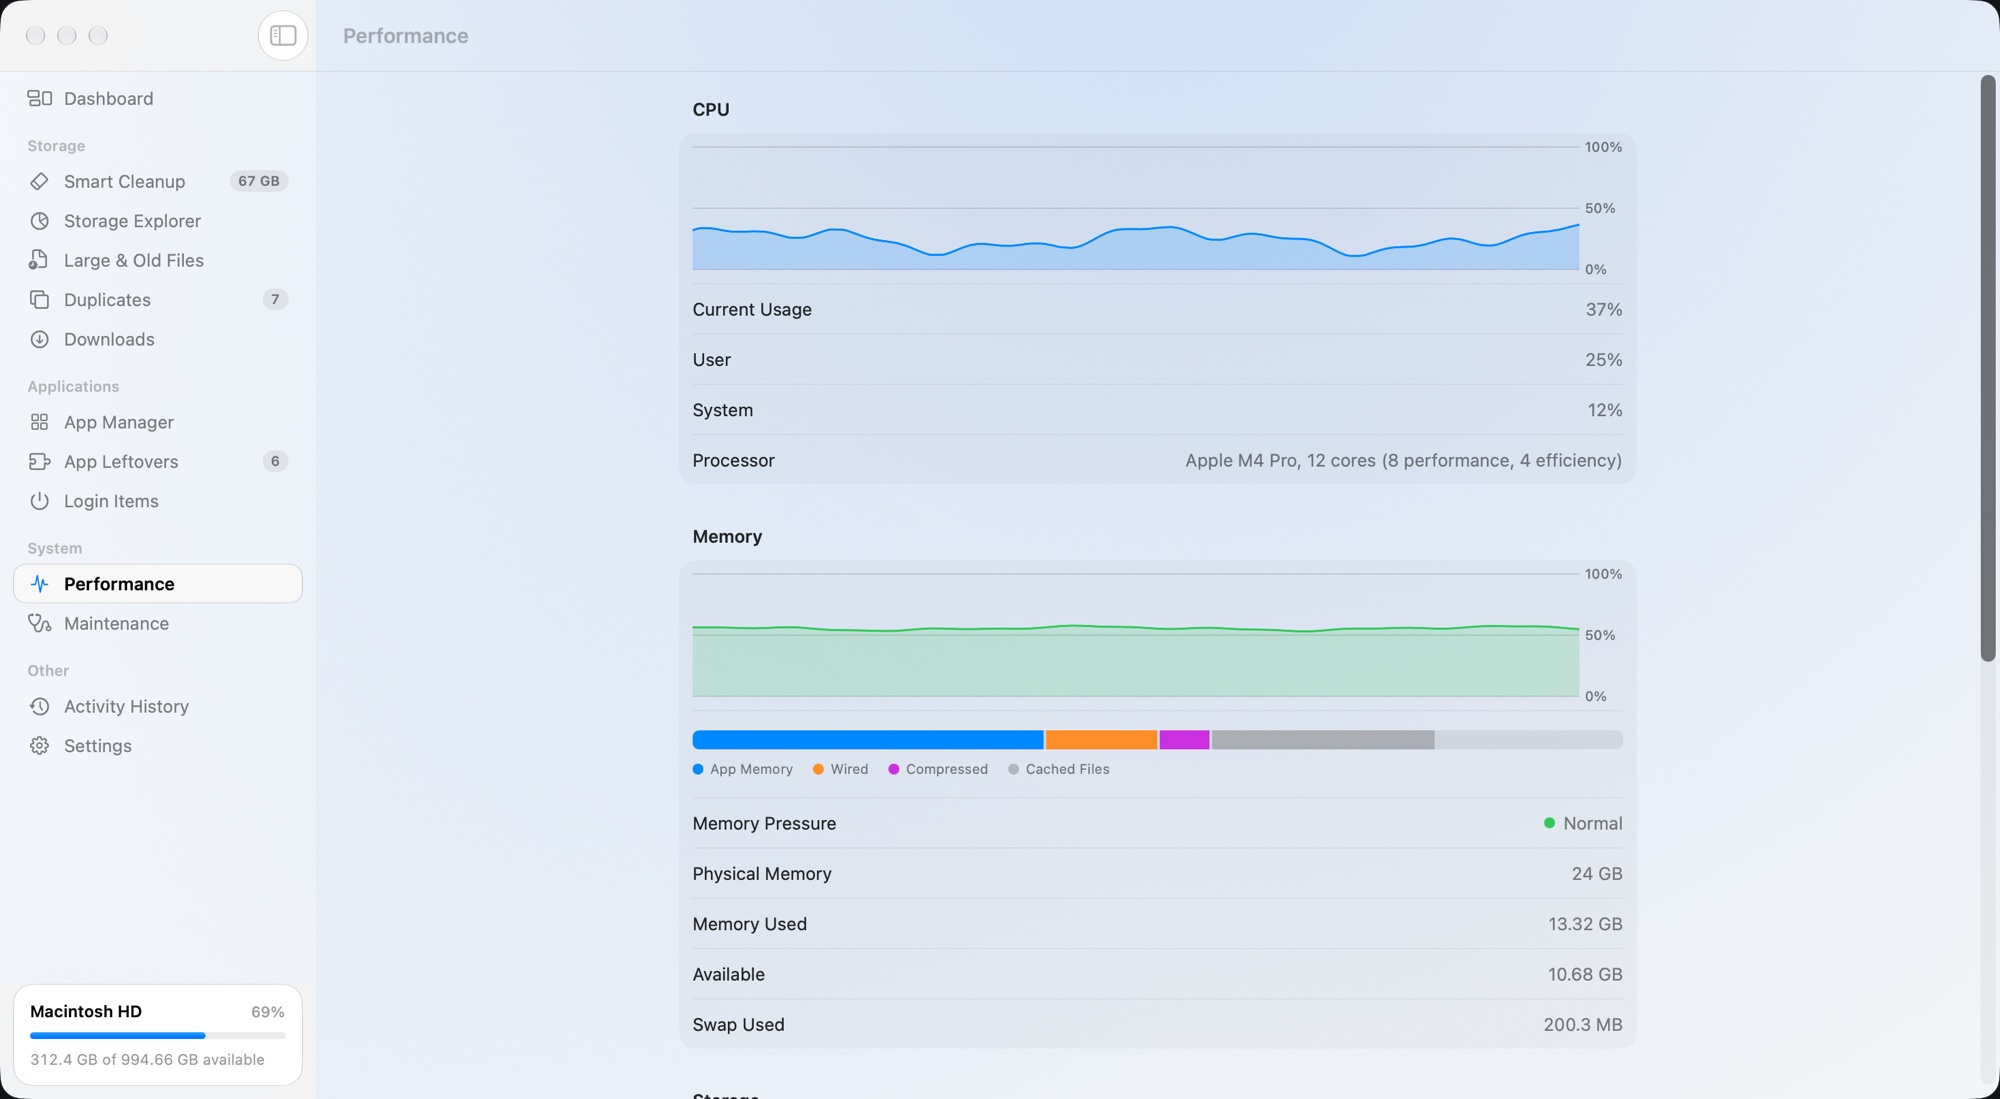 Performance
Dashboard
Storage
Smart Cleanup 67 GB
Storage Explorer
Large & Old Files
Duplicates 7
Downloads
Applications
App Manager
App Leftovers 6
Login Items
System
Performance
Maintenance
Other
Activity History
Settings
Macintosh HD 69%
312.4 GB of 994.66 GB available
CPU
100%
50%
0%
Current Usage 37%
User 25%
System 12%
Processor Apple M4 Pro, 12 cores (8 performance, 4 efficiency)
Memory
100%
50%
0%
App Memory Wired Compressed Cached Files
Memory Pressure Normal
Physical Memory 24 GB
Memory Used 13.32 GB
Available 10.68 GB
Swap Used 200.3 MB